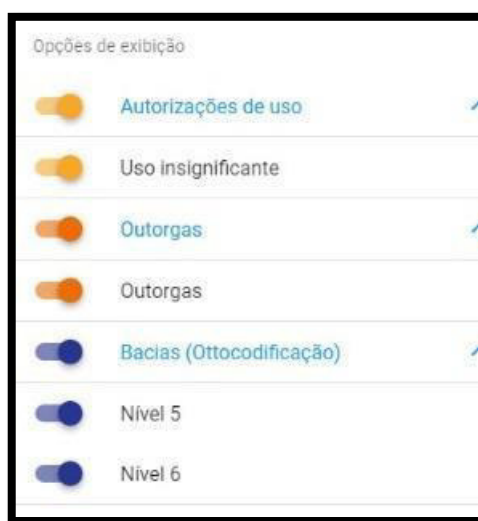 Opções de exibição
Autorizações de uso
Uso insignificante
Outorgas
Outorgas
Bacias (Ottocodificação)
Nível 5
Nível 6